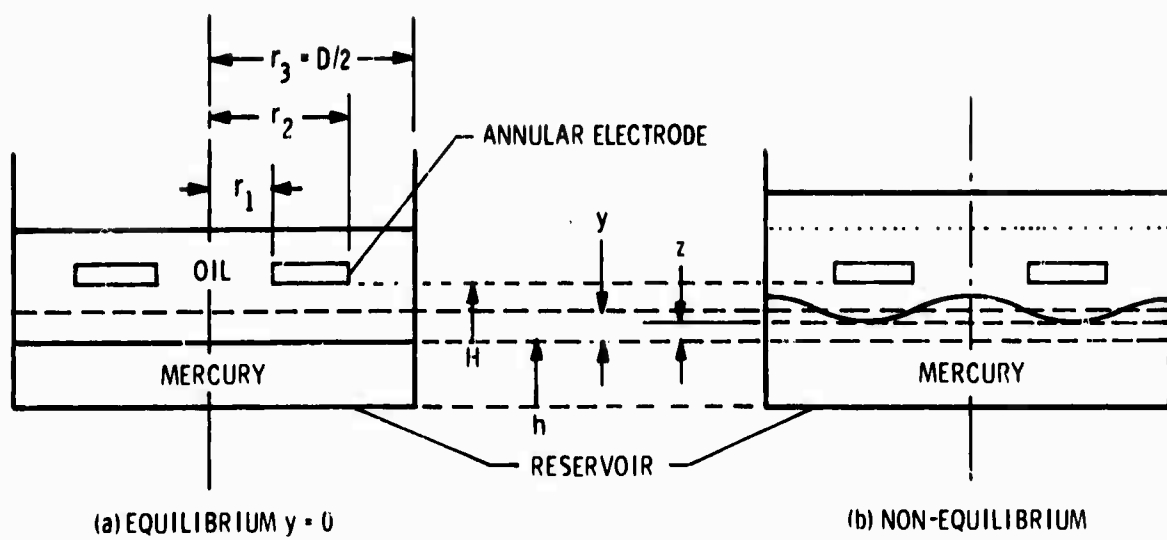 r3 = D/2
r2
ANNULAR ELECTRODE
r1
y
z
OIL
H
MERCURY
h
MERCURY
RESERVOIR
(a) EQUILIBRIUM y = 0
(b) NON-EQUILIBRIUM